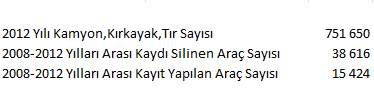 2012 Yılı Kamyon,Kırkayak,Tır Sayısı 751 650
2008-2012 Yılları Arası Kaydı Silinen Araç Sayısı 38 616
2008-2012 Yılları Arası Kayıt Yapılan Araç Sayısı 15 424